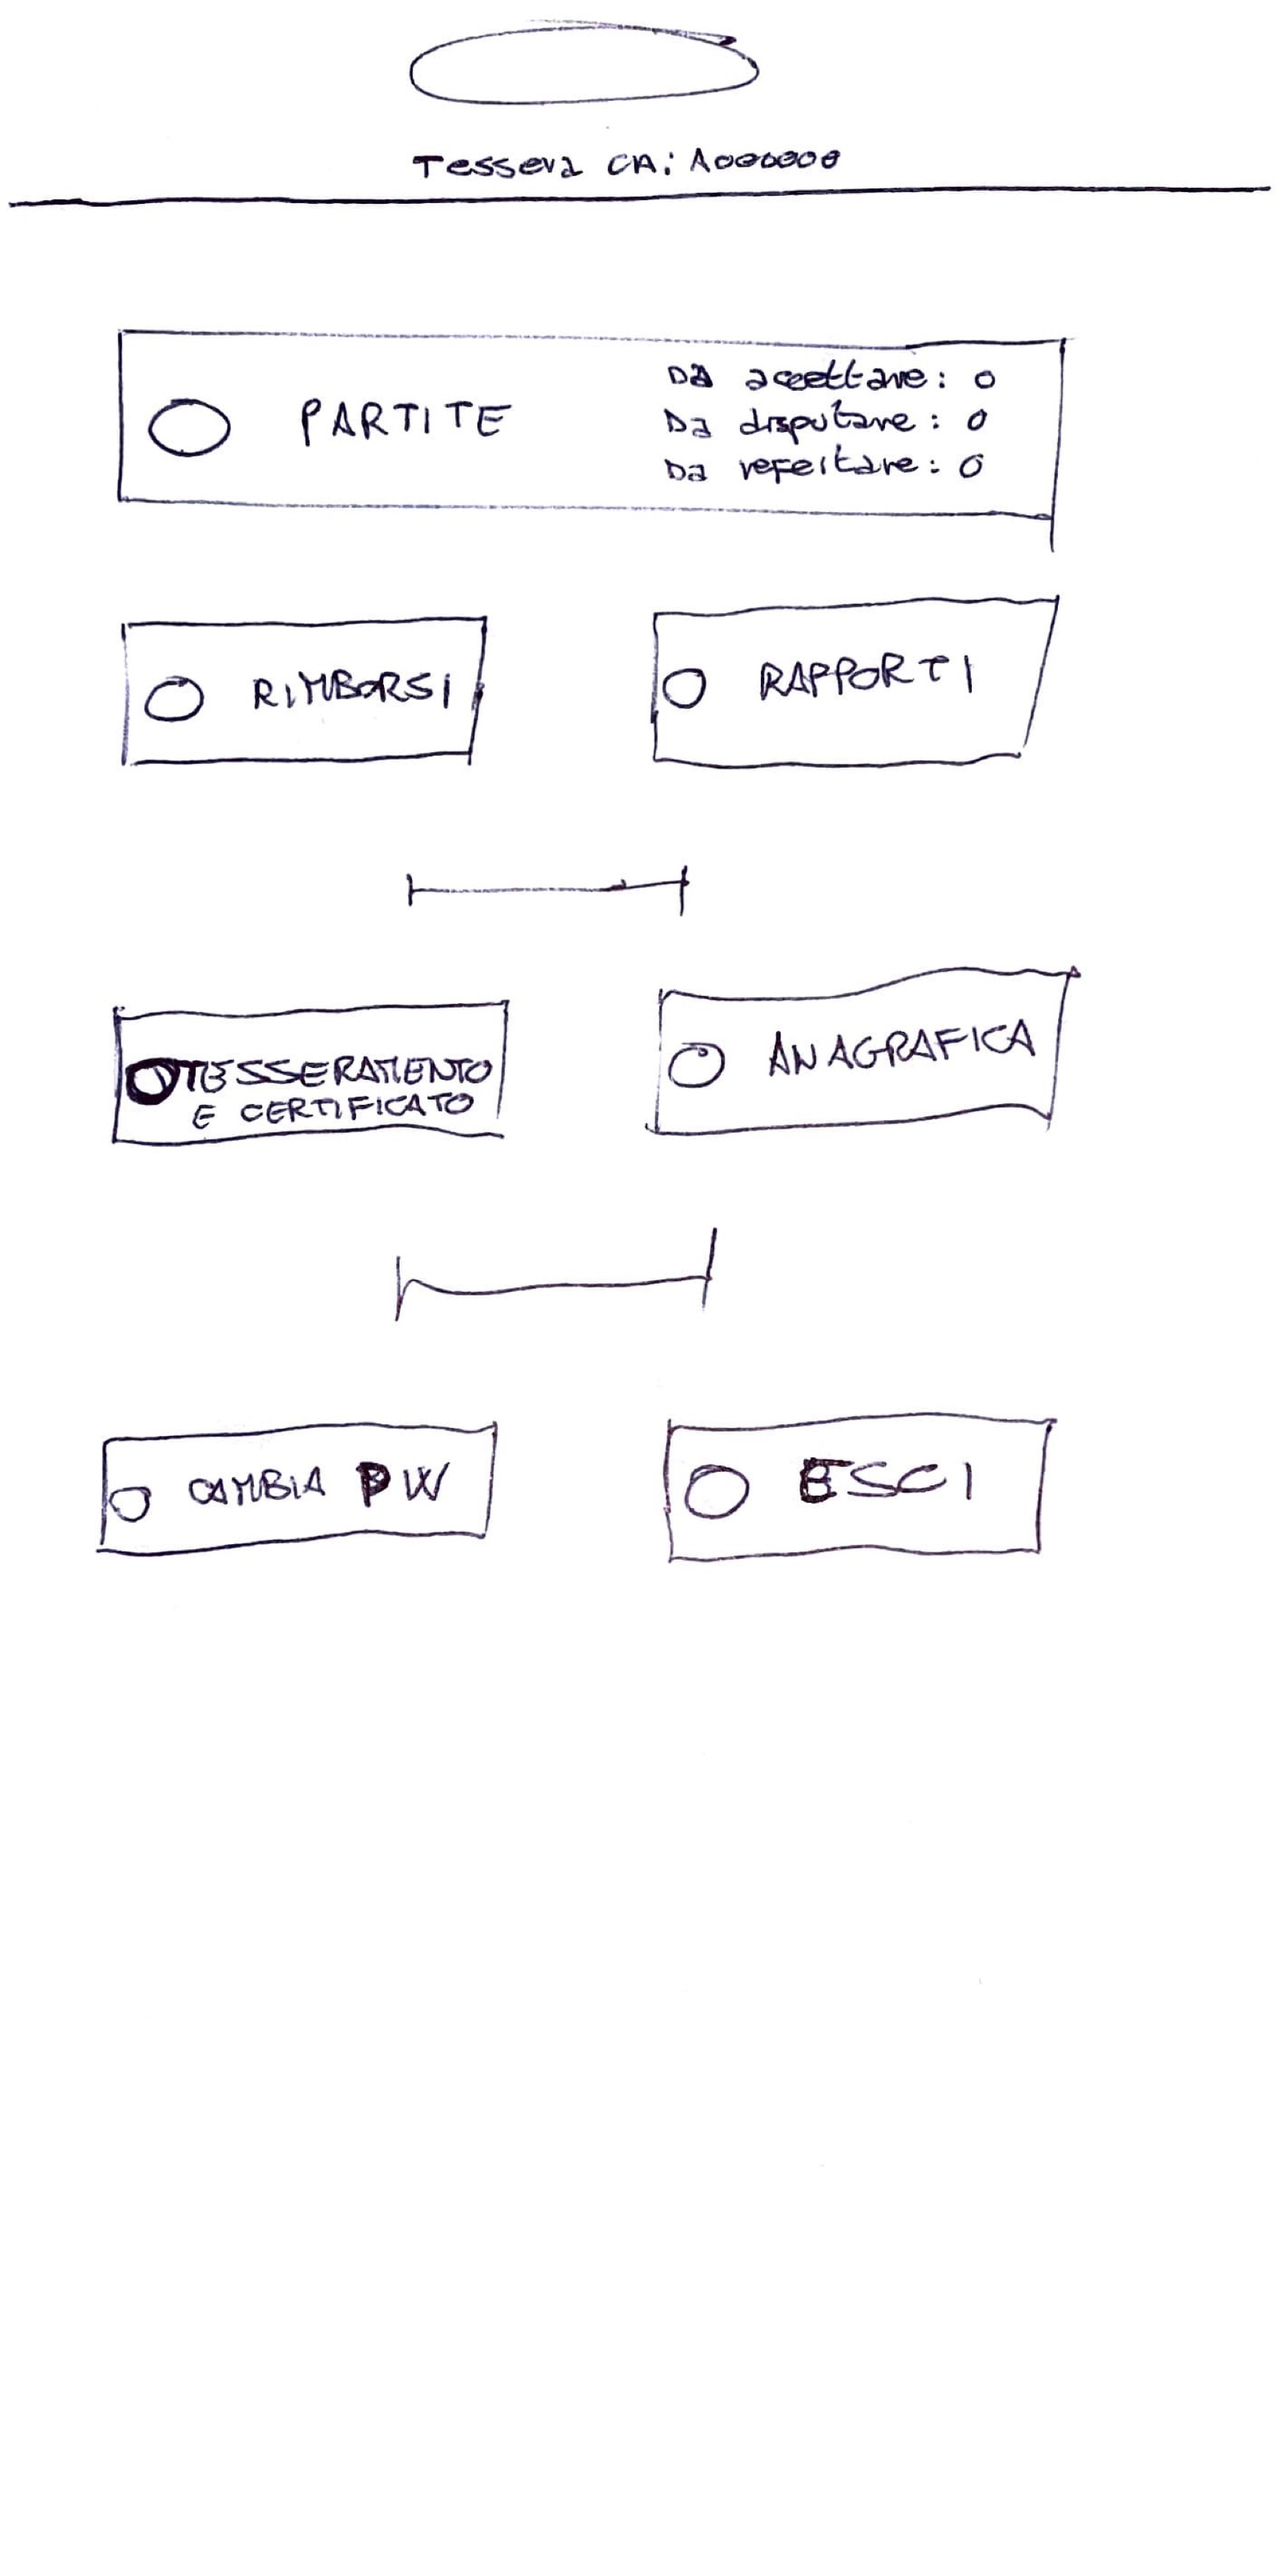 Tessera CA: A000000
PARTITE
Da accettare: 0
Da disputare: 0
Da refertare: 0
RIMBORSI
RAPPORTI
TESSERAMENTO
E CERTIFICATO
ANAGRAFICA
CAMBIA PW
ESCI